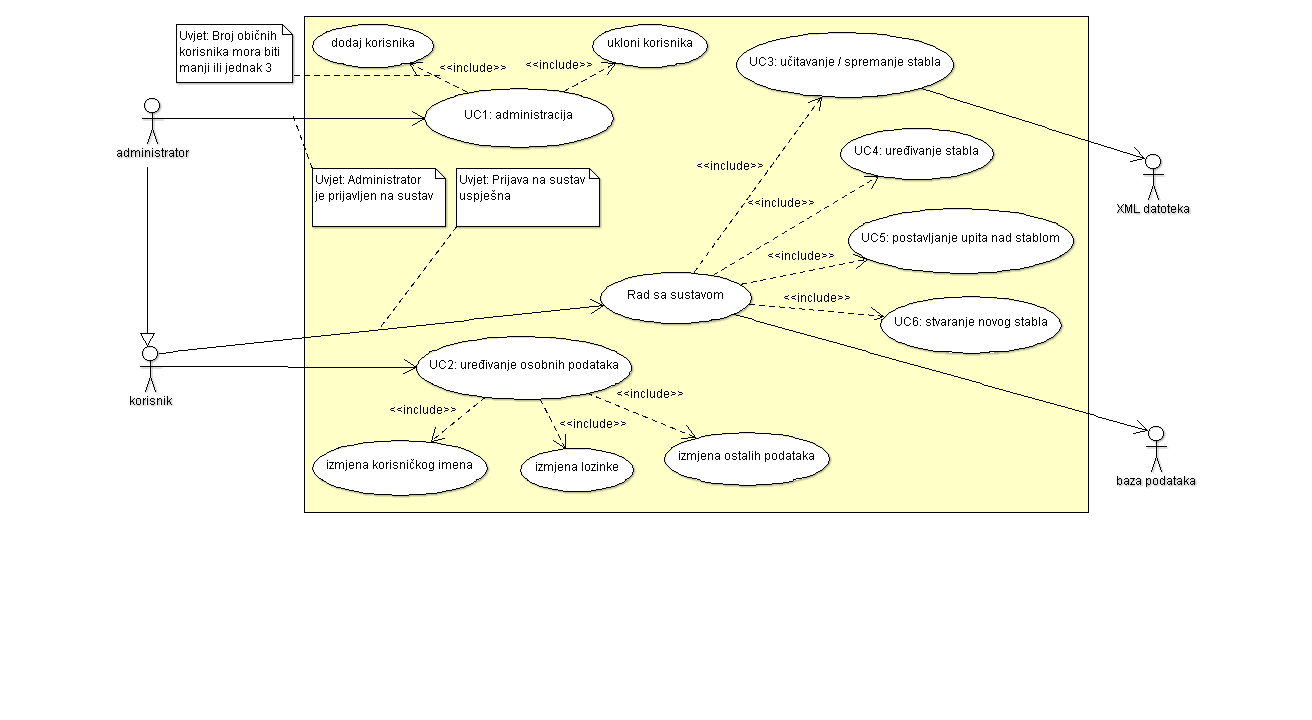 Uvjet: Broj običnih
korisnika mora biti
manji ili jednak 3
dodaj korisnika
ukloni korisnika
<<include>>
<<include>>
UC3: učitavanje / spremanje stabla
UC1: administracija
administrator
<<include>>
UC4: uređivanje stabla
Uvjet: Administrator
je prijavljen na sustav
Uvjet: Prijava na sustav
uspješna
<<include>>
XML datoteka
UC5: postavljanje upita nad stablom
<<include>>
Rad sa sustavom
<<include>>
UC6: stvaranje novog stabla
UC2: uređivanje osobnih podataka
korisnik
<<include>>
<<include>>
<<include>>
izmjena korisničkog imena
izmjena lozinke
izmjena ostalih podataka
baza podataka